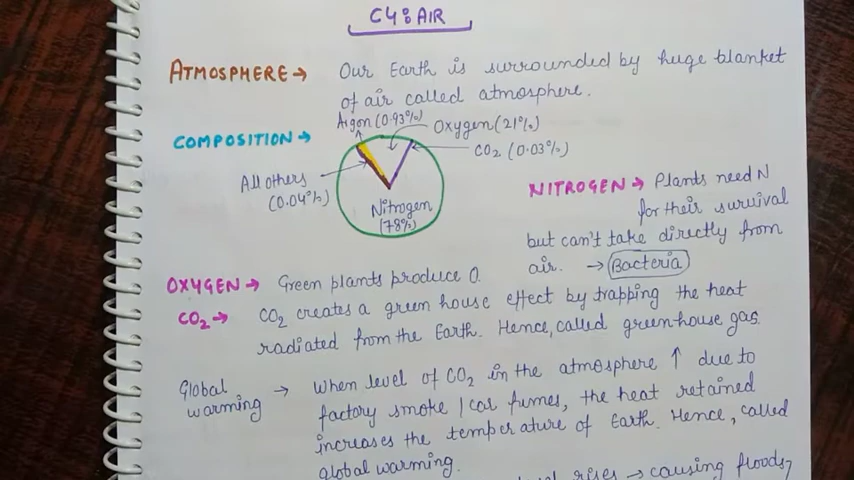 C4: AIR
ATMOSPHERE → Our Earth is surrounded by huge blanket
of air called atmosphere.
COMPOSITION →
Argon (0.93%)
Oxygen (21%)
CO2 (0.03%)
All others
(0.04%)
Nitrogen
(78%)
NITROGEN → Plants need N
for their survival
but can't take directly from
air. → Bacteria
OXYGEN → Green plants produce O.
CO2 → CO2 creates a green house effect by trapping the heat
radiated from the Earth. Hence, called greenhouse gas.
Global
warming → When level of CO2 in the atmosphere ↑ due to
factory smoke / car fumes, the heat retained
increases the temperature of Earth. Hence, called
global warming.
rises → causing floods,